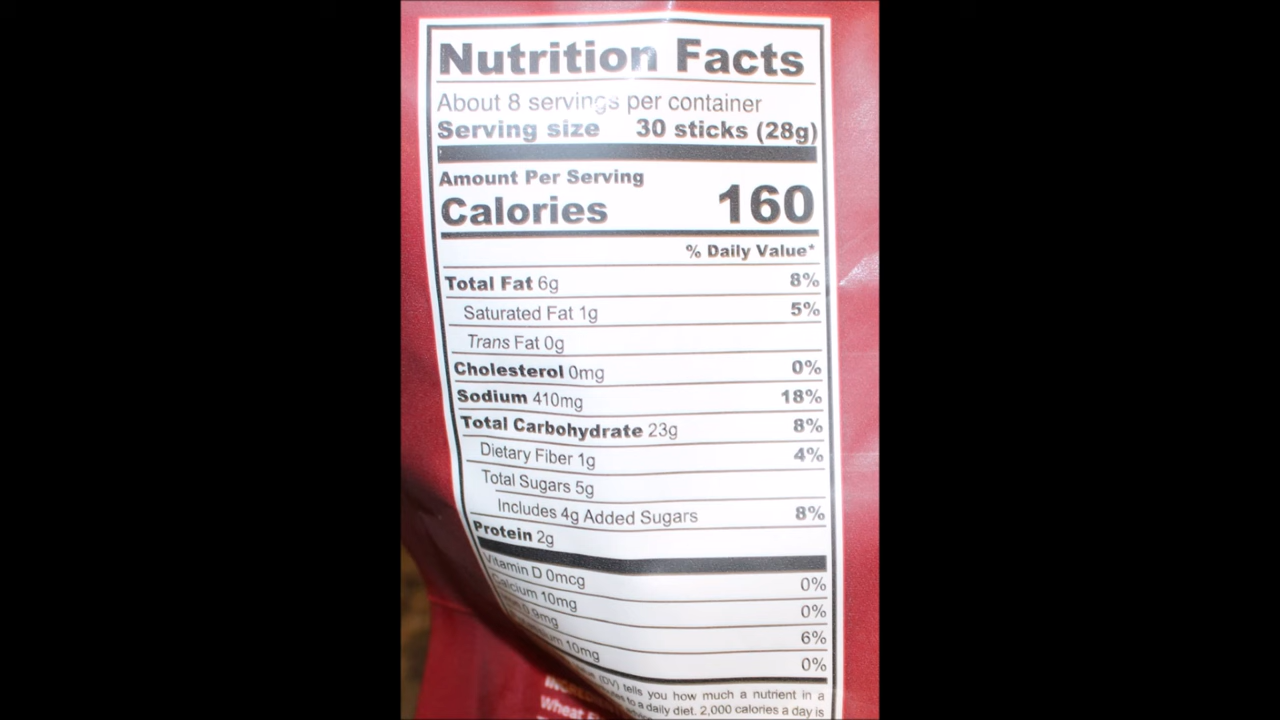 Nutrition Facts
About 8 servings per container
Serving size 30 sticks (28g)
Amount Per Serving
Calories 160
% Daily Value*
Total Fat 6g 8%
Saturated Fat 1g 5%
Trans Fat 0g
Cholesterol 0mg 0%
Sodium 410mg 18%
Total Carbohydrate 23g 8%
Dietary Fiber 1g 4%
Total Sugars 5g
Includes 4g Added Sugars 8%
Protein 2g
Vitamin D 0mcg 0%
Calcium 10mg 0%
0.9mg 6%
10mg 0%
(DV) tells you how much a nutrient in a
to a daily diet. 2,000 calories a day is
Wheat